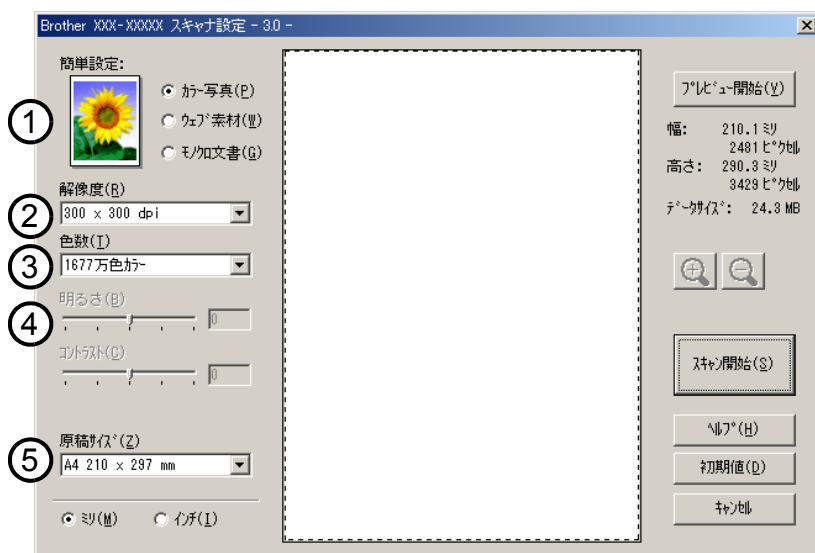 Brother XXX-XXXXX スキャナ設定 - 3.0 -
簡単設定:
①
カラー写真(P)
ウェブ素材(W)
モノクロ文書(G)
解像度(R)
②
300 x 300 dpi
色数(T)
③
1677万色カラー
明るさ(B)
④
0
コントラスト(C)
0
原稿サイズ(Z)
⑤
A4 210 x 297 mm
ミリ(M) インチ(I)
プレビュー開始(V)
幅: 210.1 ミリ
2481 ピクセル
高さ: 290.3 ミリ
3429 ピクセル
データサイズ: 24.3 MB
スキャン開始(S)
ヘルプ(H)
初期値(D)
キャンセル